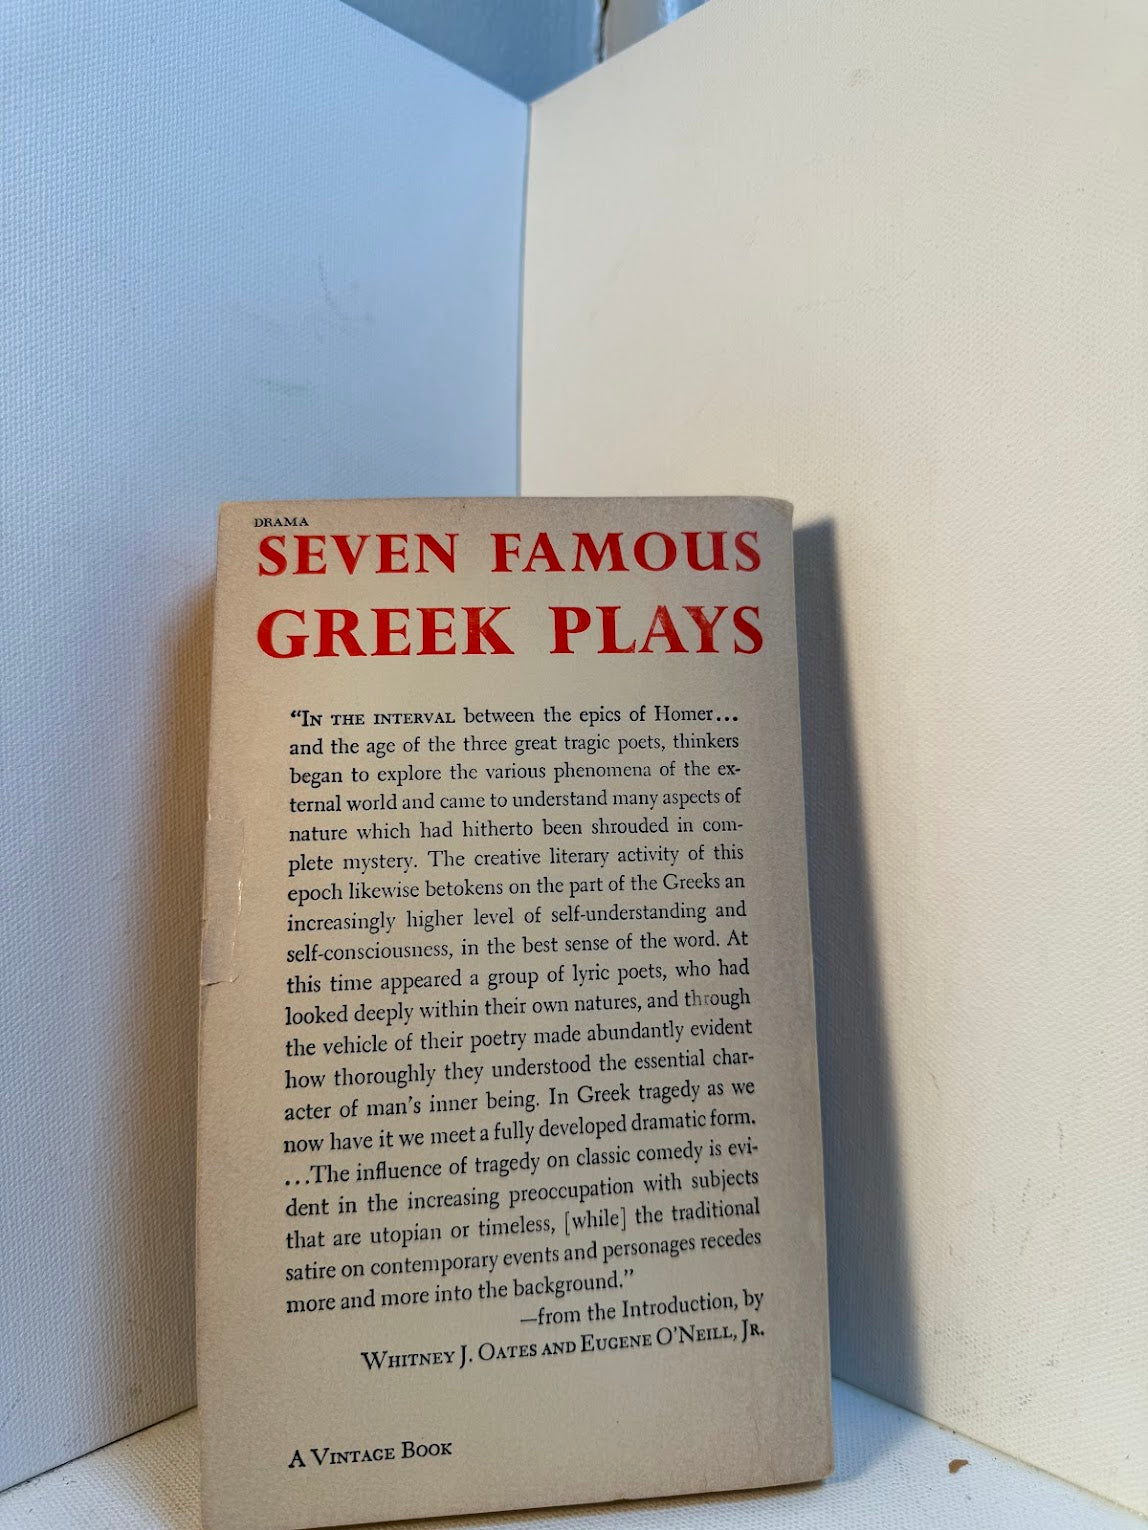 DRAMA
SEVEN FAMOUS
GREEK PLAYS
“IN THE INTERVAL between the epics of Homer...
and the age of the three great tragic poets, thinkers
began to explore the various phenomena of the ex-
ternal world and came to understand many aspects of
nature which had hitherto been shrouded in com-
plete mystery. The creative literary activity of this
epoch likewise betokens on the part of the Greeks an
increasingly higher level of self-understanding and
self-consciousness, in the best sense of the word. At
this time appeared a group of lyric poets, who had
looked deeply within their own natures, and through
the vehicle of their poetry made abundantly evident
how thoroughly they understood the essential char-
acter of man’s inner being. In Greek tragedy as we
now have it we meet a fully developed dramatic form.
...The influence of tragedy on classic comedy is evi-
dent in the increasing preoccupation with subjects
that are utopian or timeless, [while] the traditional
satire on contemporary events and personages recedes
more and more into the background.”
—from the Introduction, by
WHITNEY J. OATES AND EUGENE O’NEILL, JR.
A VINTAGE BOOK